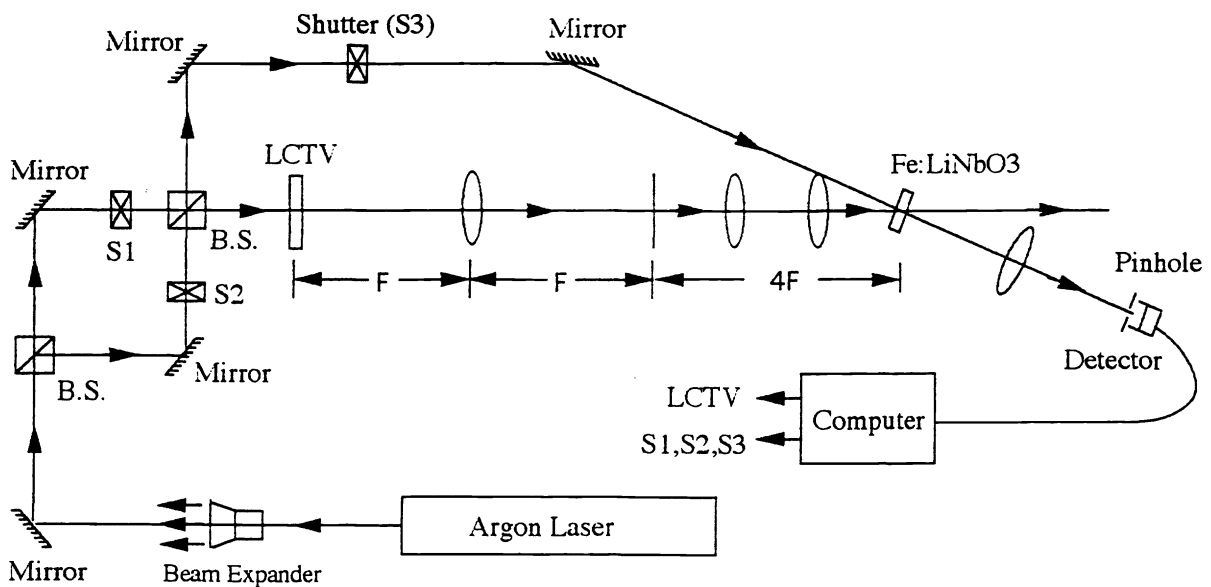 Shutter (S3)
Mirror
Mirror
Mirror
LCTV
Fe:LiNbO3
S1
B.S.
S2
F
F
4F
Pinhole
Mirror
B.S.
Detector
LCTV
S1,S2,S3
Computer
Argon Laser
Mirror
Beam Expander